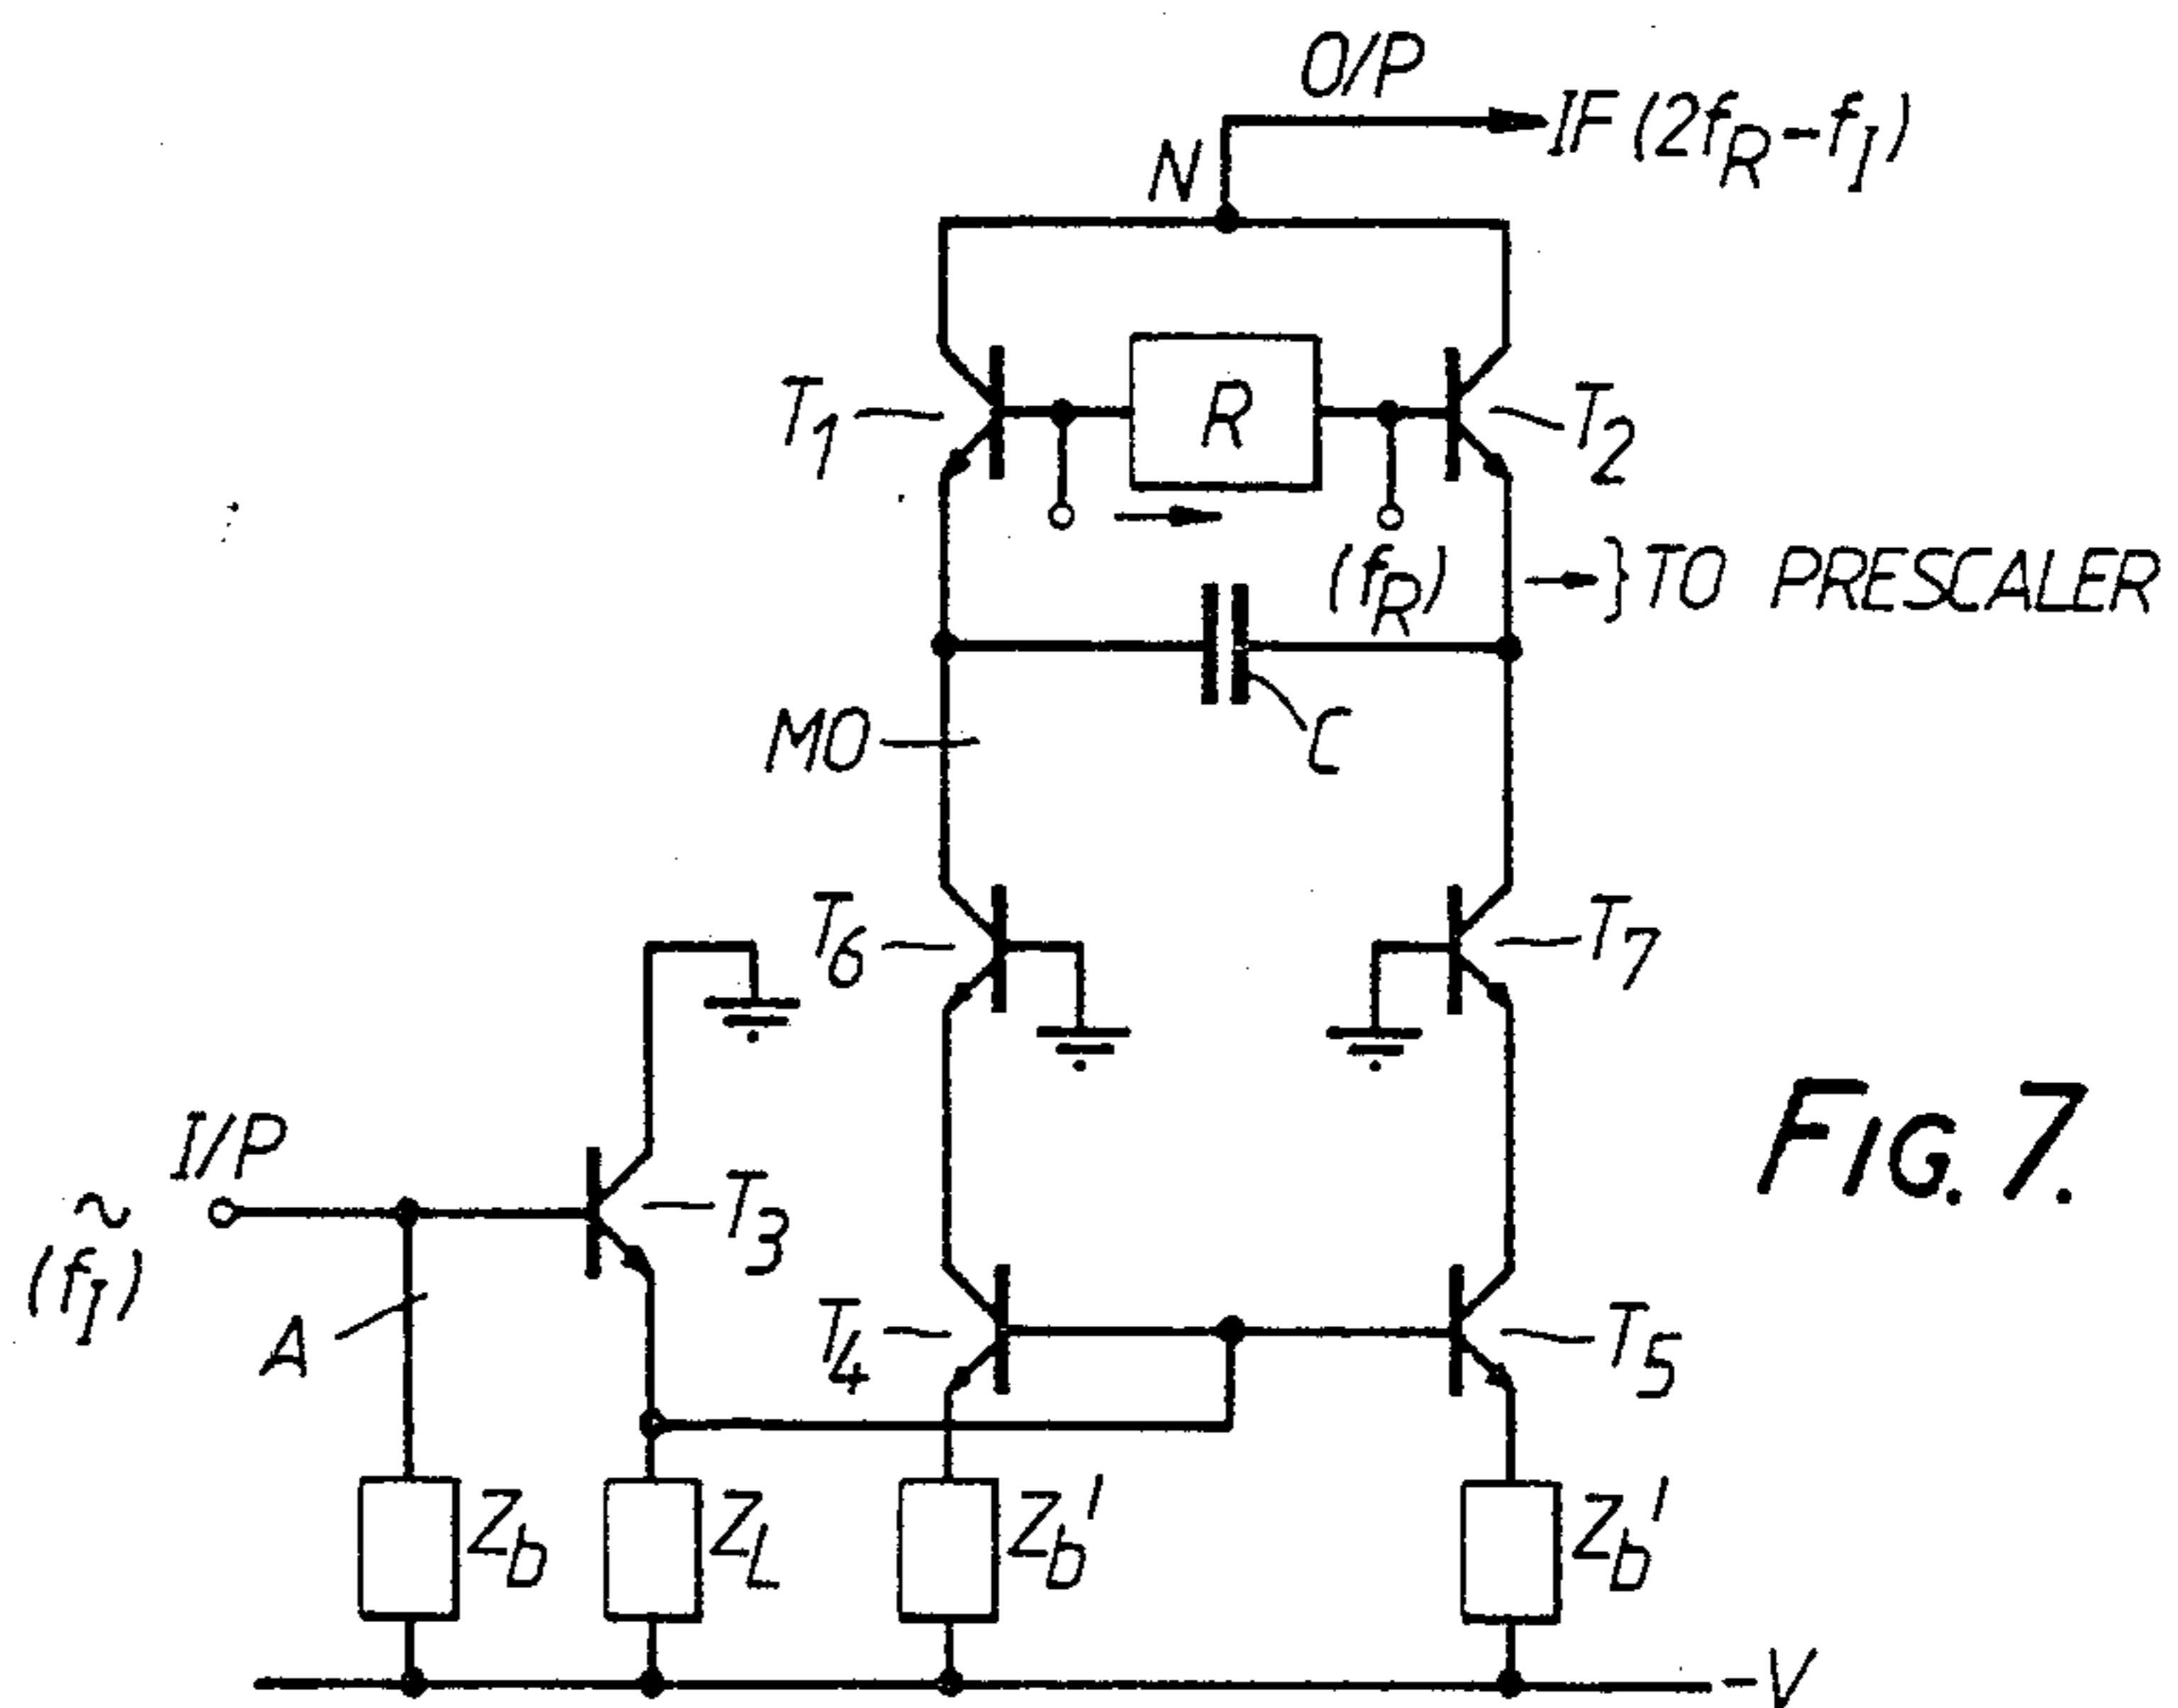 O/P
IF (2fR-fI)
N
T1
R
T2
(fR)
}TO PRESCALER
MO
C
T6
T7
I/P
~
(fI)
T3
A
T4
T5
FIG. 7.
Zb
ZL
Zb'
Zb'
-V